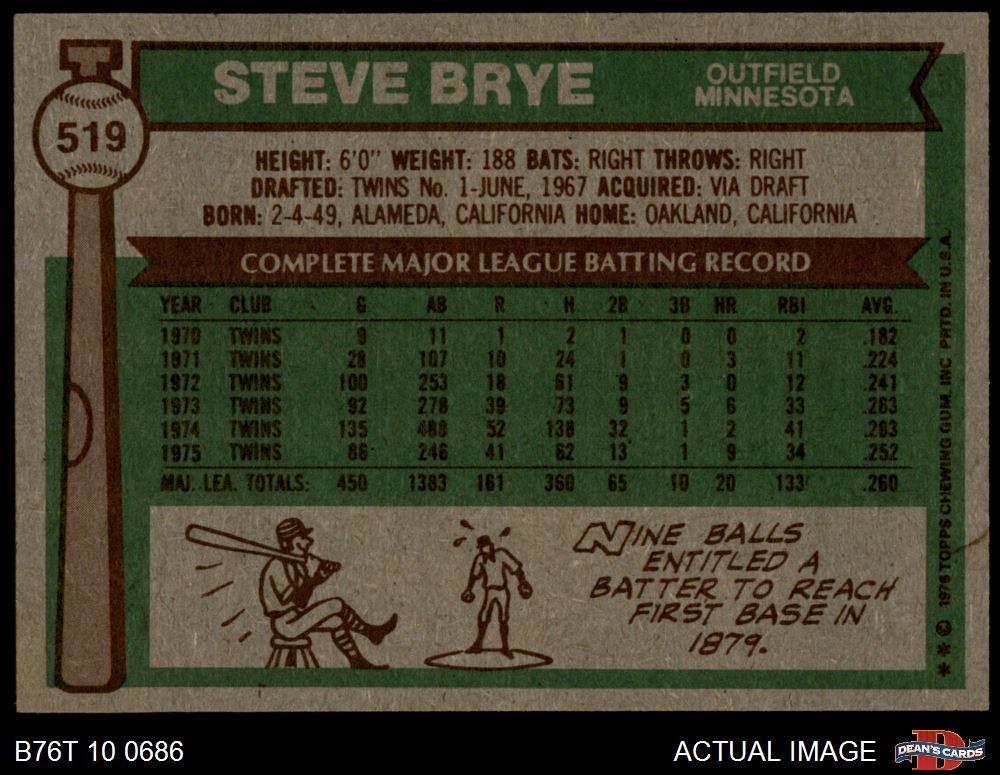 519
STEVE BRYE
OUTFIELD
MINNESOTA
HEIGHT: 6'0" WEIGHT: 188 BATS: RIGHT THROWS: RIGHT
DRAFTED: TWINS No. 1-JUNE, 1967 ACQUIRED: VIA DRAFT
BORN: 2-4-49, ALAMEDA, CALIFORNIA HOME: OAKLAND, CALIFORNIA
COMPLETE MAJOR LEAGUE BATTING RECORD
YEAR CLUB G AB R H 2B 3B HR RBI AVG.
1970 TWINS 9 11 1 2 1 0 0 2 .182
1971 TWINS 28 107 10 24 1 0 3 11 .224
1972 TWINS 100 253 18 61 9 3 0 12 .241
1973 TWINS 92 278 39 73 9 5 6 33 .263
1974 TWINS 135 488 52 138 32 1 2 41 .283
1975 TWINS 86 246 41 62 13 1 9 34 .252
MAJ. LEA. TOTALS: 450 1383 161 360 65 10 20 133 .260
NINE BALLS
ENTITLED A
BATTER TO REACH
FIRST BASE IN
1879.
* * © 1976 TOPPS CHEWING GUM, INC. PRTD. IN U.S.A.
B76T 10 0686
ACTUAL IMAGE
D
DEAN'S CARDS